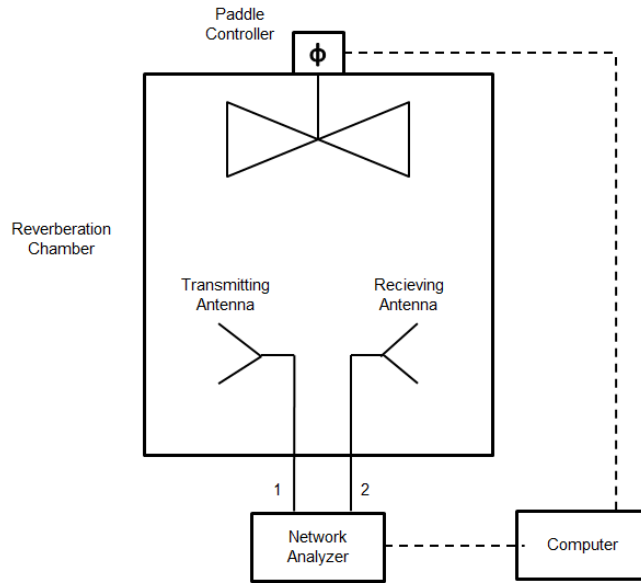 Paddle
Controller
ϕ
Reverberation
Chamber
Transmitting
Antenna
Recieving
Antenna
1
2
Network
Analyzer
Computer